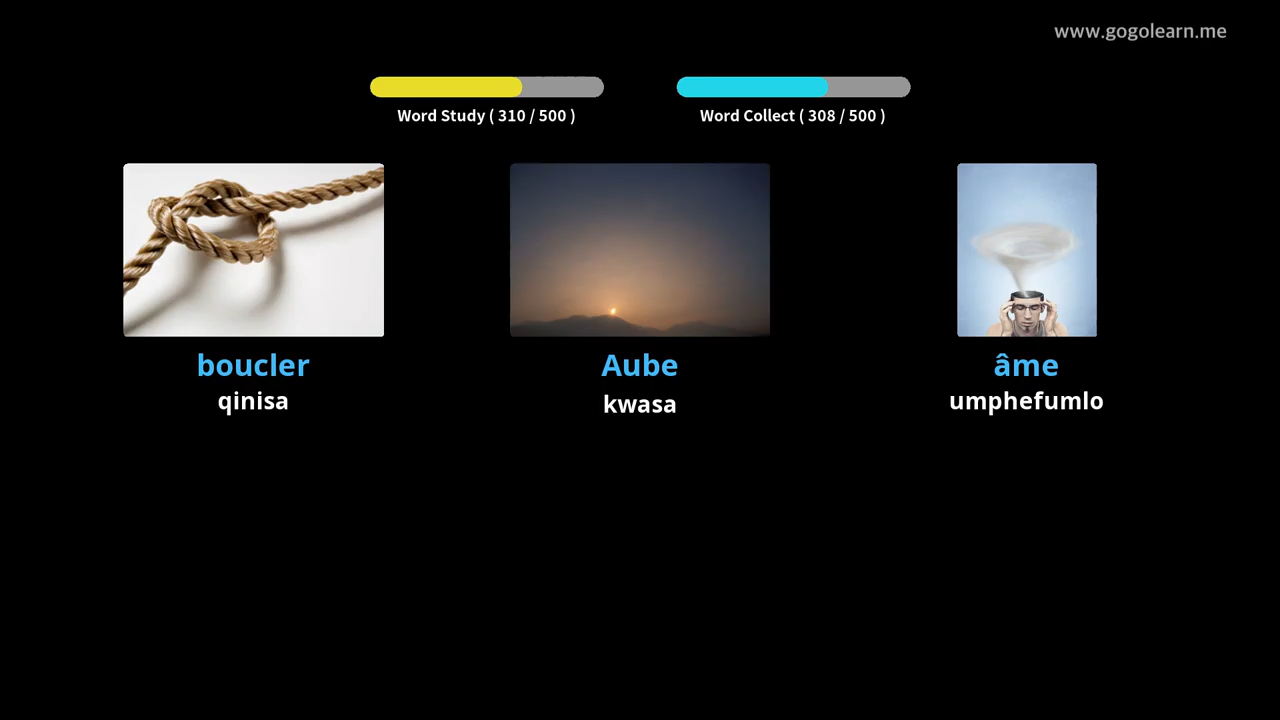 www.gogolearn.me
Word Study ( 310 / 500 )
Word Collect ( 308 / 500 )
boucler
qinisa
Aube
kwasa
âme
umphefumlo